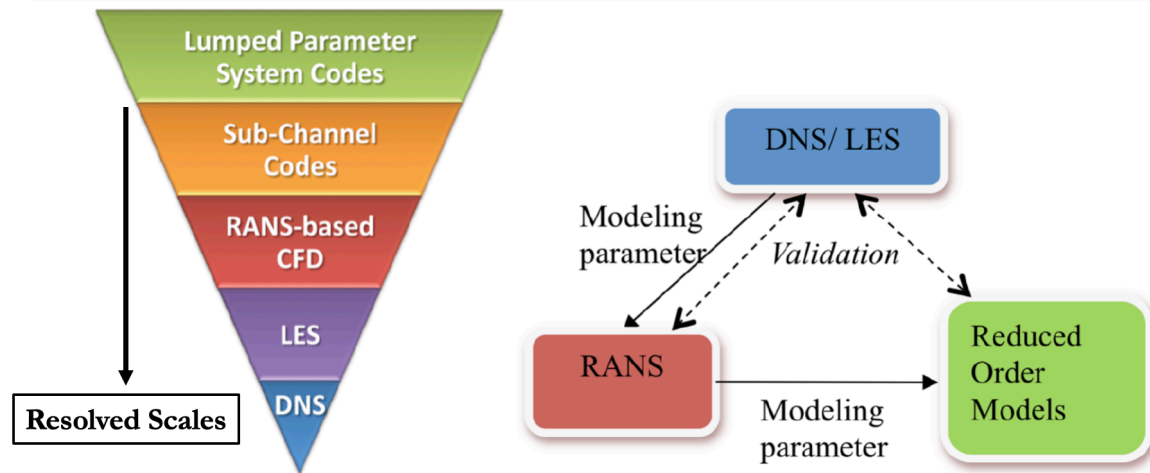 Lumped Parameter
System Codes
Sub-Channel
Codes
RANS-based
CFD
LES
DNS
Resolved Scales
DNS/ LES
Modeling
parameter
Validation
RANS
Modeling
parameter
Reduced
Order
Models